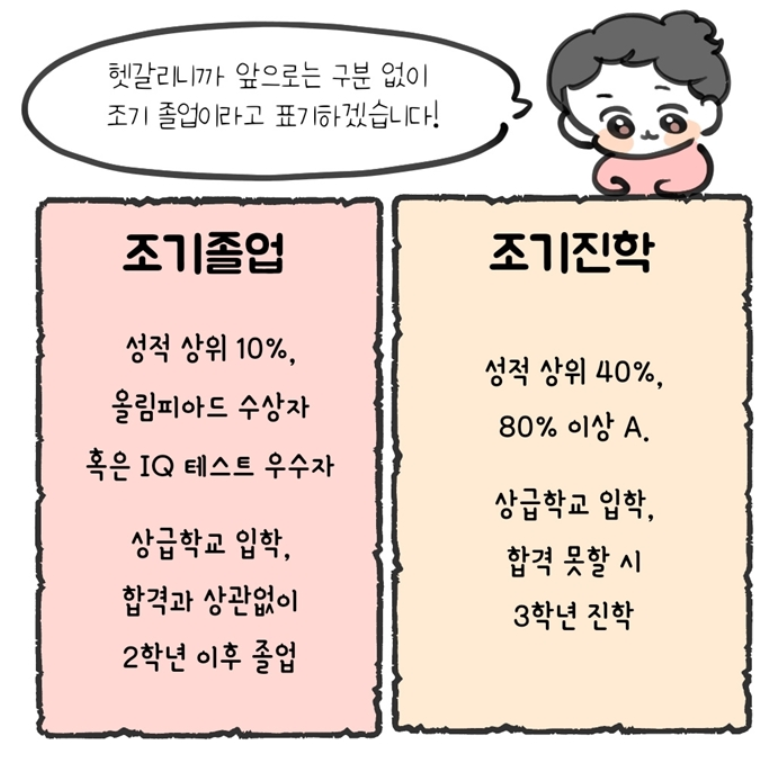 헷갈리니까 앞으로는 구분 없이
조기 졸업이라고 표기하겠습니다!
조기졸업
성적 상위 10%,
올림피아드 수상자
혹은 IQ 테스트 우수자
상급학교 입학,
합격과 상관없이
2학년 이후 졸업
조기진학
성적 상위 40%,
80% 이상 A.
상급학교 입학,
합격 못할 시
3학년 진학